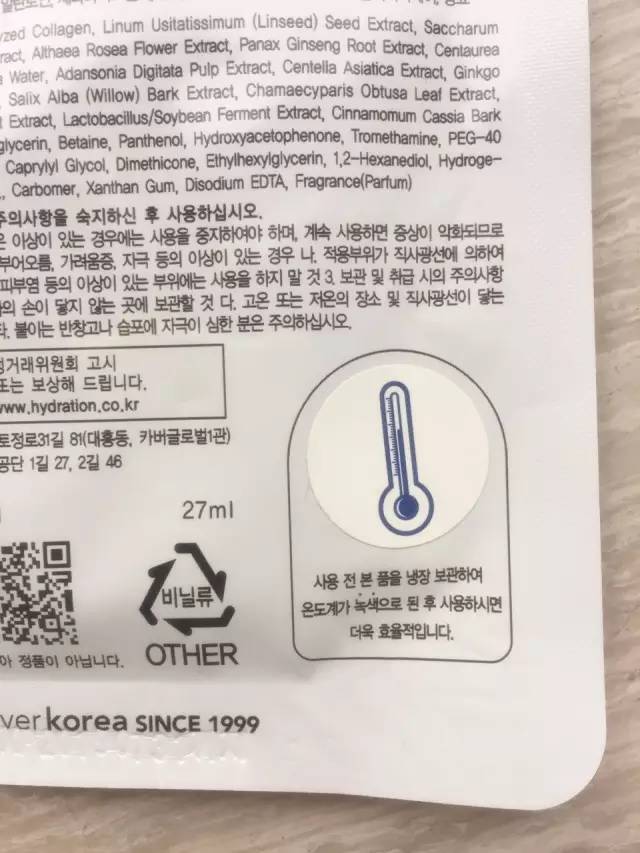 yzed Collagen, Linum Usitatissimum (Linseed) Seed Extract, Saccharum
ract, Althaea Rosea Flower Extract, Panax Ginseng Root Extract, Centaurea
a Water, Adansonia Digitata Pulp Extract, Centella Asiatica Extract, Ginkgo
, Salix Alba (Willow) Bark Extract, Chamaecyparis Obtusa Leaf Extract,
t Extract, Lactobacillus/Soybean Ferment Extract, Cinnamomum Cassia Bark
glycerin, Betaine, Panthenol, Hydroxyacetophenone, Tromethamine, PEG-40
Caprylyl Glycol, Dimethicone, Ethylhexylglycerin, 1,2-Hexanediol, Hydroge-
, Carbomer, Xanthan Gum, Disodium EDTA, Fragrance(Parfum)
주의사항을 숙지하신 후 사용하십시오.
은 이상이 있는 경우에는 사용을 중지하여야 하며, 계속 사용하면 증상이 악화되므로
부어오름, 가려움증, 자극 등의 이상이 있는 경우 나. 적용부위가 직사광선에 의하여
피부염 등의 이상이 있는 부위에는 사용을 하지 말 것 3. 보관 및 취급 시의 주의사항
의 손이 닿지 않는 곳에 보관할 것 다. 고온 또는 저온의 장소 및 직사광선이 닿는
다. 붙이는 반창고나 습포에 자극이 심한 분은 주의하십시오.
정거래위원회 고시
또는 보상해 드립니다.
www.hydration.co.kr
토정로31길 81(대흥동, 카버글로벌1관)
공단 1길 27, 2길 46
27ml
비닐류
OTHER
아 정품이 아닙니다.
사용 전 본 품을 냉장 보관하여
온도계가 녹색으로 된 후 사용하시면
더욱 효율적입니다.
ver korea SINCE 1999